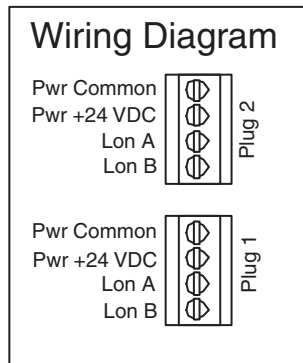 Wiring Diagram
Pwr Common
Pwr +24 VDC
Lon A
Lon B
Plug 2
Pwr Common
Pwr +24 VDC
Lon A
Lon B
Plug 1